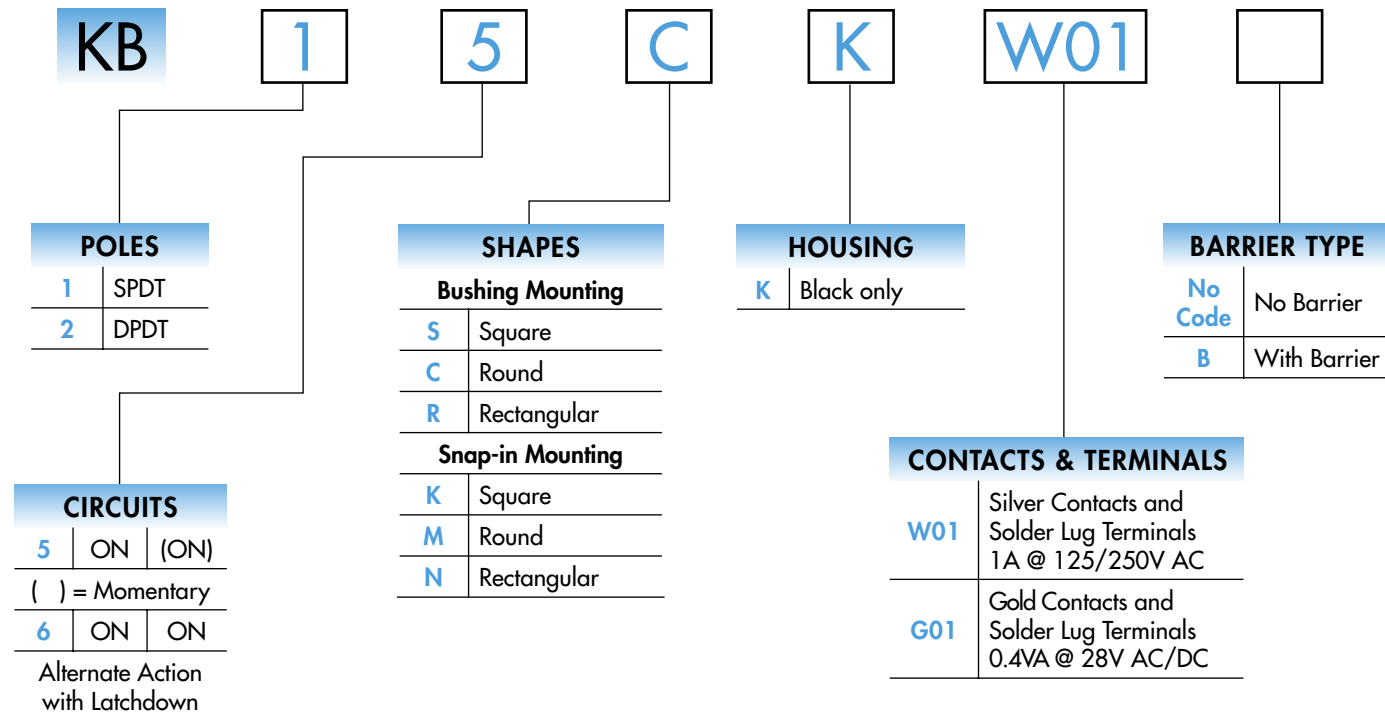 KB 1 5 C K W01
POLES
1 SPDT
2 DPDT
CIRCUITS
5 ON (ON)
( ) = Momentary
6 ON ON
Alternate Action
with Latchdown
SHAPES
Bushing Mounting
S Square
C Round
R Rectangular
Snap-in Mounting
K Square
M Round
N Rectangular
HOUSING
K Black only
CONTACTS & TERMINALS
W01 Silver Contacts and
Solder Lug Terminals
1A @ 125/250V AC
G01 Gold Contacts and
Solder Lug Terminals
0.4VA @ 28V AC/DC
BARRIER TYPE
No
Code No Barrier
B With Barrier